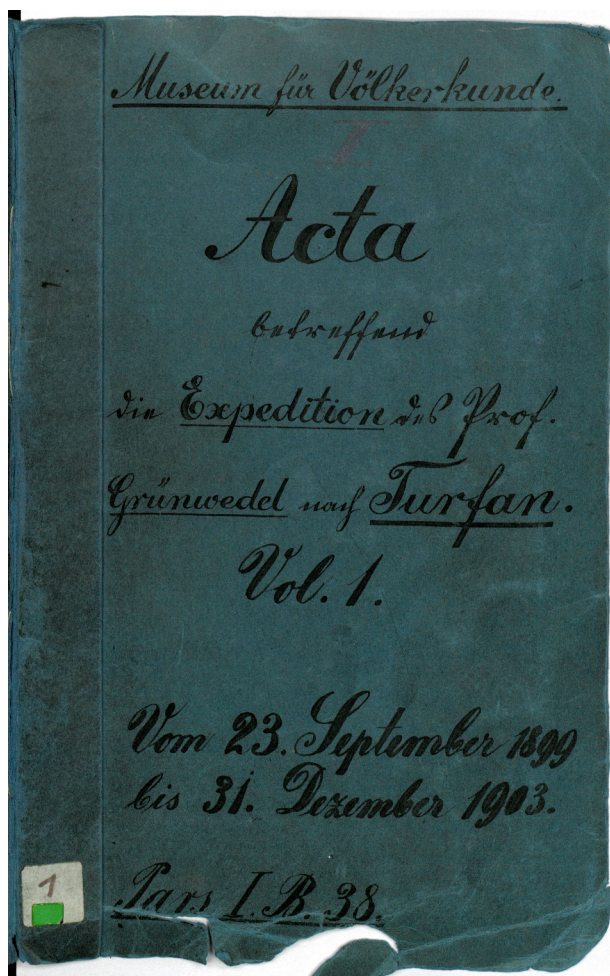 Museum für Völkerkunde.
II
Acta
betreffend
die Expedition des Prof.
Grünwedel nach Turfan.
Vol. 1.
Vom 23. September 1899
bis 31. Dezember 1903.
Pars I. B. 38.
1